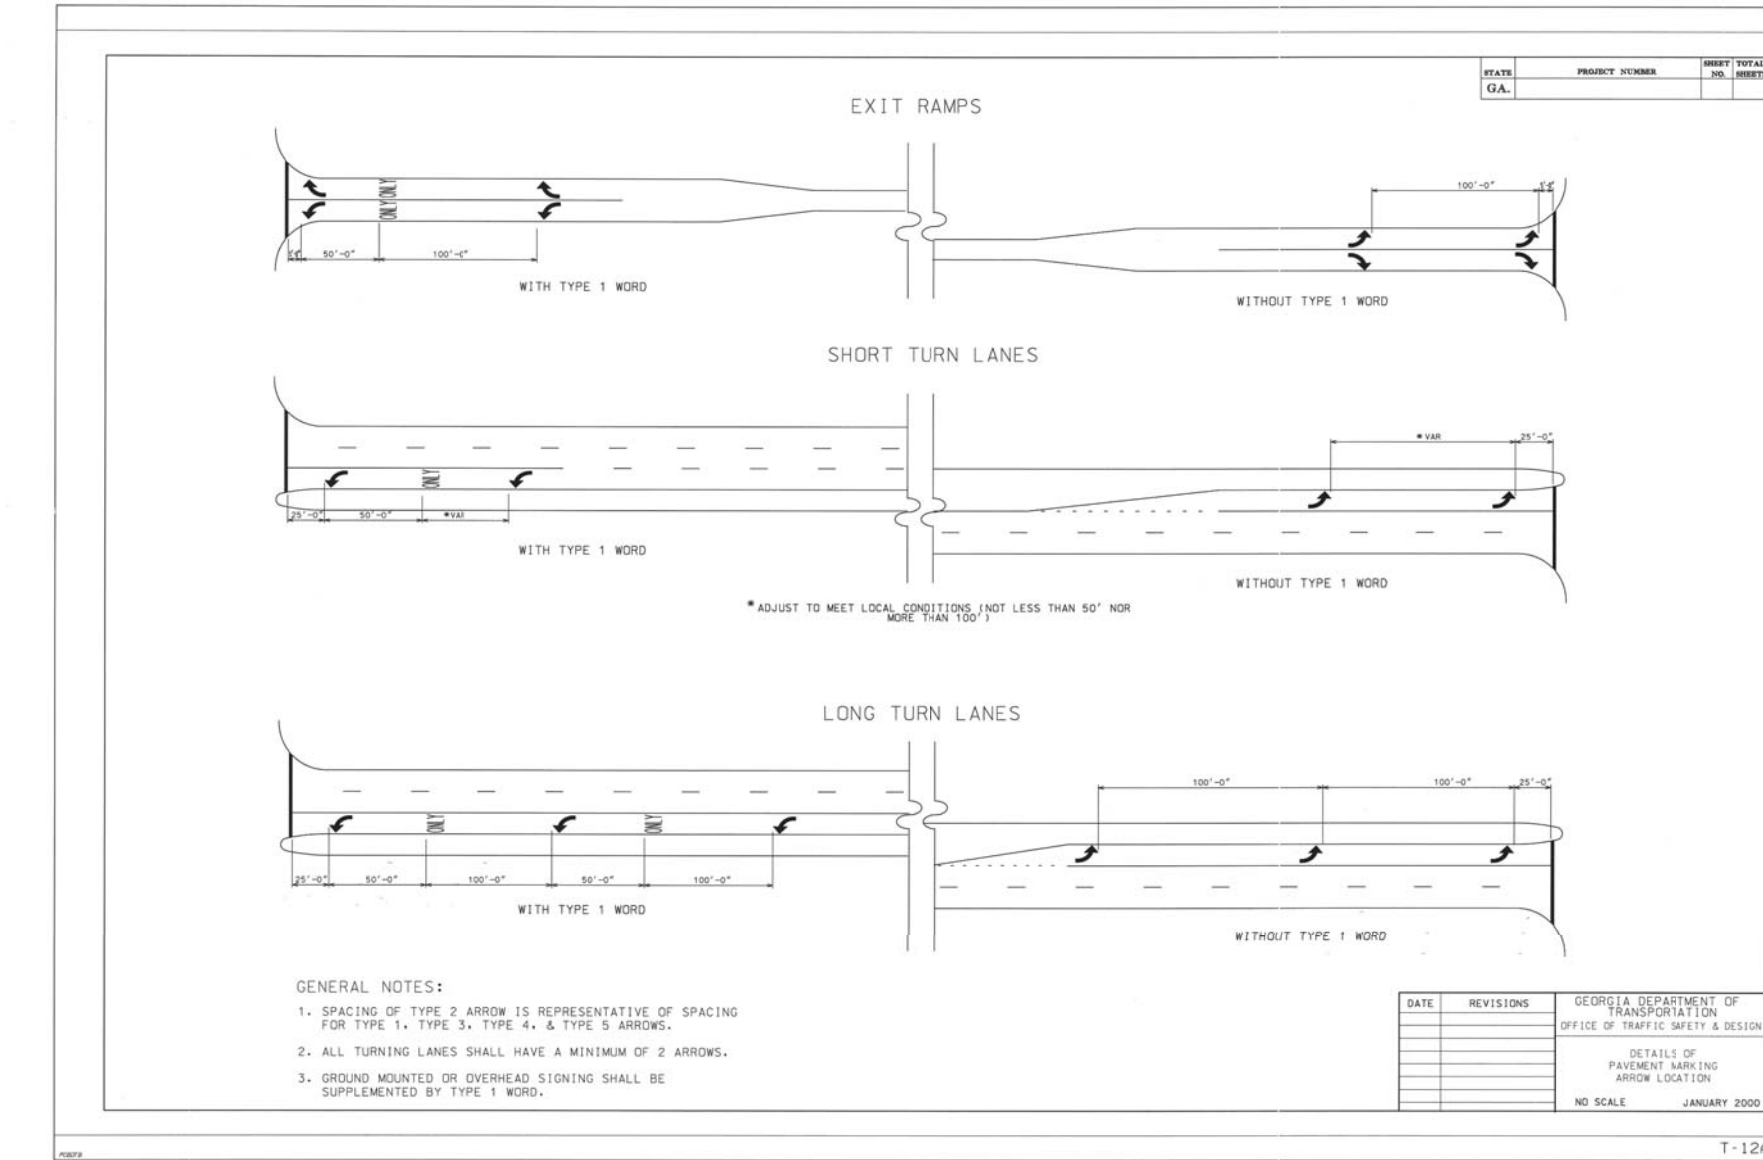 STATE
PROJECT NUMBER
SHEET NO.
TOTAL
GA.
EXIT RAMPS
50'-0"
WITH TYPE 1 WORD
ONLY
ONLY
100'-0"
WITHOUT TYPE 1 WORD
SHORT TURN LANES
ONLY
25'-0"
50'-0"
*VAR
WITH TYPE 1 WORD
* VAR
25'-0"
WITHOUT TYPE 1 WORD
* ADJUST TO MEET LOCAL CONDITIONS (NOT LESS THAN 50' NOR
MORE THAN 100')
LONG TURN LANES
ONLY
ONLY
25'-0"
50'-0"
100'-0"
50'-0"
100'-0"
WITH TYPE 1 WORD
100'-0"
100'-0"
25'-0"
WITHOUT TYPE 1 WORD
GENERAL NOTES:
1. SPACING OF TYPE 2 ARROW IS REPRESENTATIVE OF SPACING
FOR TYPE 1, TYPE 3, TYPE 4, & TYPE 5 ARROWS.
2. ALL TURNING LANES SHALL HAVE A MINIMUM OF 2 ARROWS.
3. GROUND MOUNTED OR OVERHEAD SIGNING SHALL BE
SUPPLEMENTED BY TYPE 1 WORD.
DATE
REVISIONS
GEORGIA DEPARTMENT OF
TRANSPORTATION
OFFICE OF TRAFFIC SAFETY & DESIGN
DETAILS OF
PAVEMENT MARKING
ARROW LOCATION
NO SCALE
JANUARY 2000